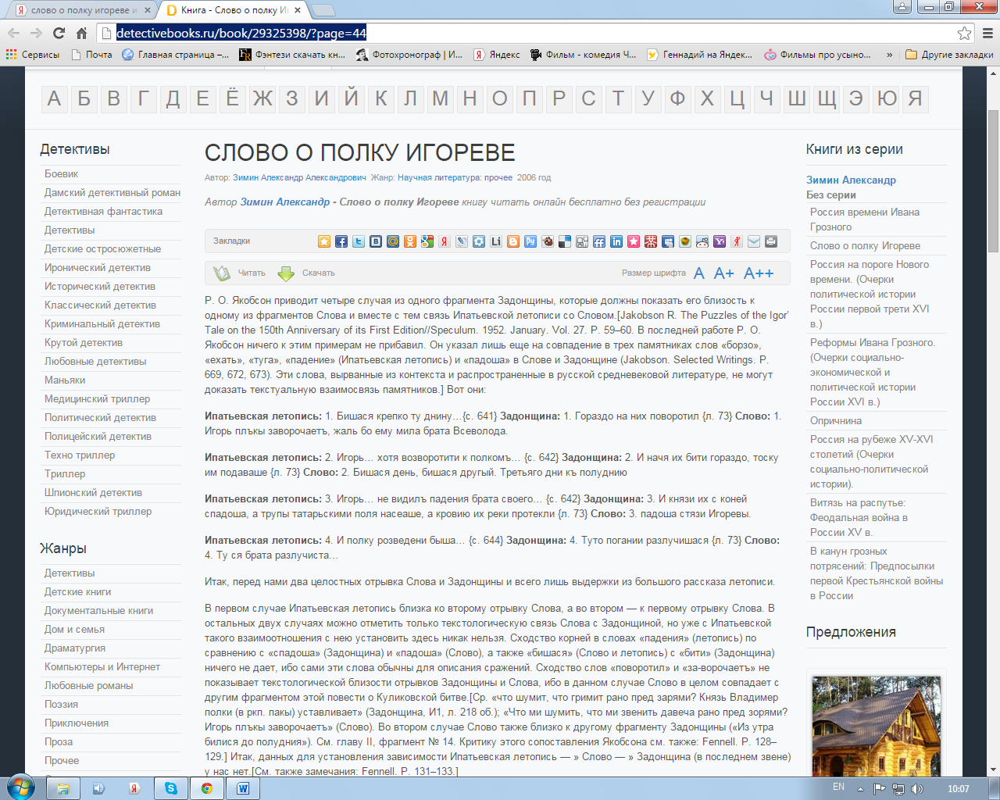 слово о полку игореве и
Книга - Слово о полку Иг
detectivebooks.ru/book/29325398/?page=44
Сервисы Почта Главная страница –... Фэнтези скачать кн... Фотохронограф | И... Яндекс Фильм - комедия Ч... Геннадий на Яндек... Фильмы про усыно... » Другие закладки
А Б В Г Д Е Ё Ж З И Й К Л М Н О П Р С Т У Ф Х Ц Ч Ш Щ Э Ю Я
Детективы
Боевик
Дамский детективный роман
Детективная фантастика
Детективы
Детские остросюжетные
Иронический детектив
Исторический детектив
Классический детектив
Криминальный детектив
Крутой детектив
Любовные детективы
Маньяки
Медицинский триллер
Политический детектив
Полицейский детектив
Техно триллер
Триллер
Шпионский детектив
Юридический триллер
Жанры
Детективы
Детские книги
Документальные книги
Дом и семья
Драматургия
Компьютеры и Интернет
Любовные романы
Поэзия
Приключения
Проза
Прочее
СЛОВО О ПОЛКУ ИГОРЕВЕ
Автор: Зимин Александр Александрович Жанр: Научная литература: прочее 2006 год
Автор Зимин Александр - Слово о полку Игореве книгу читать онлайн бесплатно без регистрации
Закладки
Читать Скачать Размер шрифта A A+ A++
Р. О. Якобсон приводит четыре случая из одного фрагмента Задонщины, которые должны показать его близость к
одному из фрагментов Слова и вместе с тем связь Ипатьевской летописи со Словом.[Jakobson R. The Puzzles of the Igor'
Tale on the 150th Anniversary of its First Edition//Speculum. 1952. January. Vol. 27. P. 59–60. В последней работе Р. О.
Якобсон ничего к этим примерам не прибавил. Он указал лишь еще на совпадение в трех памятниках слов «борзо»,
«ехать», «туга», «падение» (Ипатьевская летопись) и «падоша» в Слове и Задонщине (Jakobson. Selected Writings. P.
669, 672, 673). Эти слова, вырванные из контекста и распространенные в русской средневековой литературе, не могут
доказать текстуальную взаимосвязь памятников.] Вот они:
Ипатьевская летопись: 1. Бишася крепко ту днину…{с. 641} Задонщина: 1. Гораздо на них поворотил {л. 73} Слово: 1.
Игорь плъкы заворочаетъ, жаль бо ему мила брата Всеволода.
Ипатьевская летопись: 2. Игорь… хотя возворотити к полкомъ… {с. 642} Задонщина: 2. И начя их бити гораздо, тоску
им подаваше {л. 73} Слово: 2. Бишася день, бишася другый. Третьяго дни къ полуднию
Ипатьевская летопись: 3. Игорь… не видилъ падения брата своего… {с. 642} Задонщина: 3. И князи их с коней
спадоша, а трупы татарьскими поля насеаше, а кровию их реки протекли {л. 73} Слово: 3. падоша стязи Игоревы.
Ипатьевская летопись: 4. И полку розведени быша… {с. 644} Задонщина: 4. Туто погании разлучишася {л. 73} Слово:
4. Ту ся брата разлучиста…
Итак, перед нами два целостных отрывка Слова и Задонщины и всего лишь выдержки из большого рассказа летописи.
В первом случае Ипатьевская летопись близка ко второму отрывку Слова, а во втором — к первому отрывку Слова. В
остальных двух случаях можно отметить только текстологическую связь Слова с Задонщиной, но уже с Ипатьевской
такого взаимоотношения с нею установить здесь никак нельзя. Сходство корней в словах «падения» (летопись) по
сравнению с «спадоша» (Задонщина) и «падоша» (Слово), а также «бишася» (Слово и летопись) с «бити» (Задонщина)
ничего не дает, ибо сами эти слова обычны для описания сражений. Сходство слов «поворотил» и «за-ворочаетъ» не
показывает текстологической близости отрывков Задонщины и Слова, ибо в данном случае Слово в целом совпадает с
другим фрагментом этой повести о Куликовской битве.[Ср. «что шумит, что гримит рано пред зарями? Князь Владимер
полки (в ркп. пакы) уставливает» (Задонщина, И1, л. 218 об.); «Что ми шумить, что ми звенить давеча рано пред зорями?
Игорь плъкы заворочаетъ» (Слово). Во втором случае Слово также близко к другому фрагменту Задонщины («Из утра
билися до полудния»). См. главу II, фрагмент № 14. Критику этого сопоставления Якобсона см. также: Fennell. P. 128–
129.] Итак, данных для установления зависимости Ипатьевская летопись — » Слово — » Задонщина (в последнем звене)
у нас нет.[См. также замечания: Fennell. P. 131–133.]
Книги из серии
Зимин Александр
Без серии
Россия времени Ивана
Грозного
Слово о полку Игореве
Россия на пороге Нового
времени. (Очерки
политической истории
России первой трети XVI
в.)
Реформы Ивана Грозного.
(Очерки социально-
экономической и
политической истории
России XVI в.)
Опричнина
Россия на рубеже XV-XVI
столетий (Очерки
социально-политической
истории).
Витязь на распутье:
Феодальная война в
России XV в.
В канун грозных
потрясений: Предпосылки
первой Крестьянской войны
в России
Предложения
EN 10:07